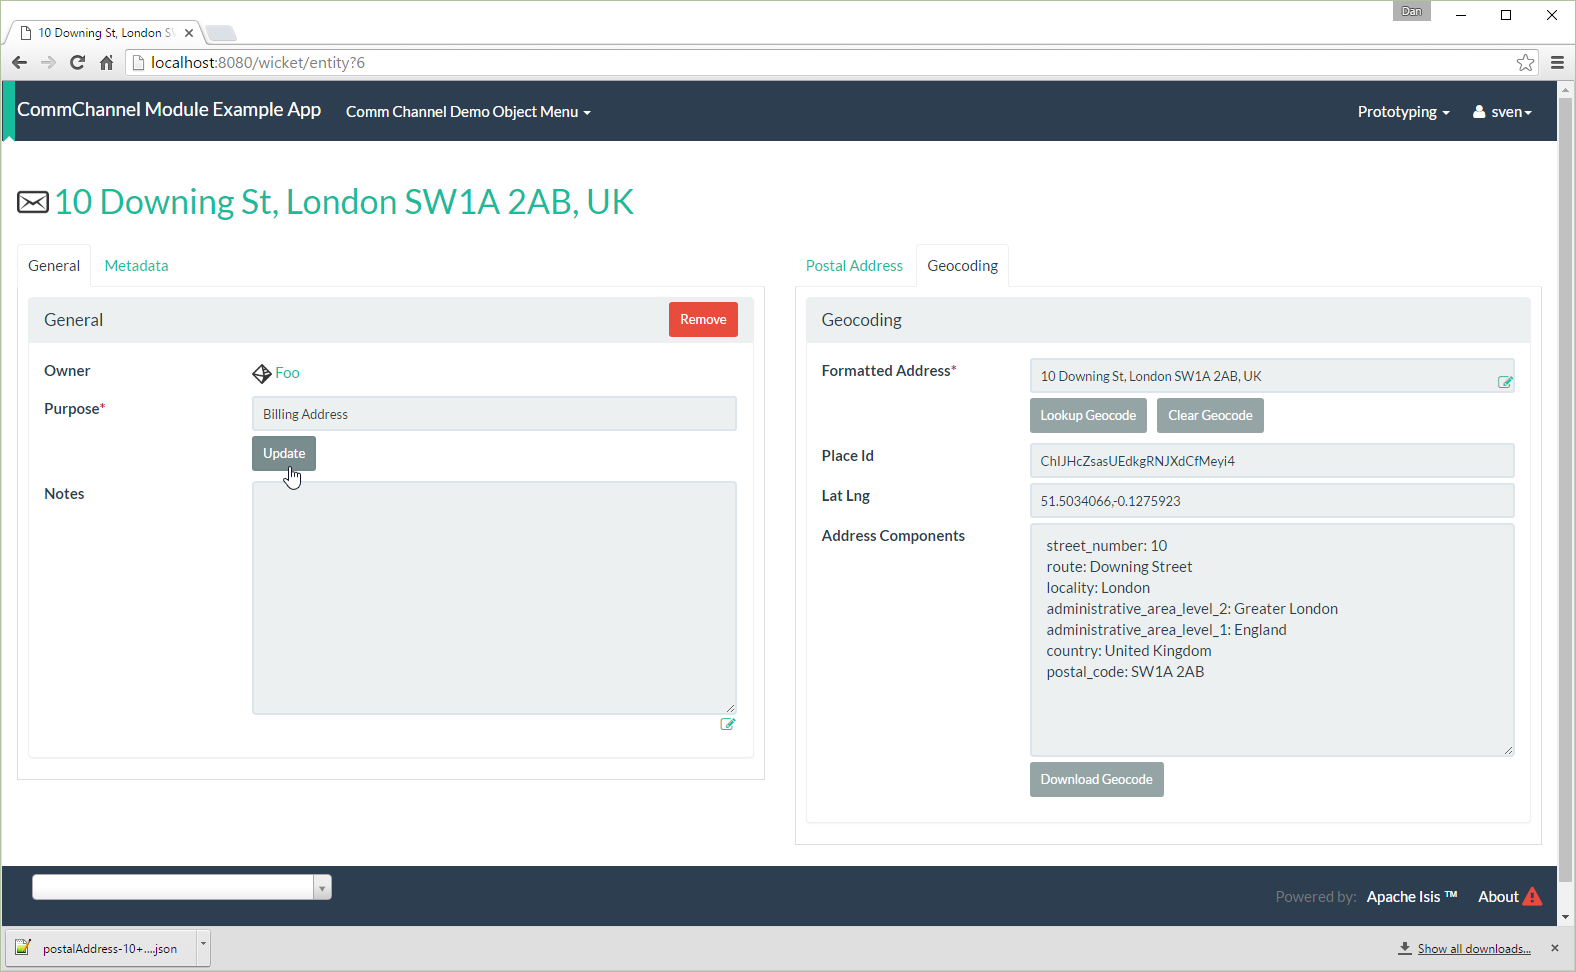 Dan
10 Downing St, London S
localhost:8080/wicket/entity?6
CommChannel Module Example App
Comm Channel Demo Object Menu
Prototyping
sven
10 Downing St, London SW1A 2AB, UK
General
Metadata
General
Remove
Owner
Foo
Purpose*
Billing Address
Update
Notes
Postal Address
Geocoding
Geocoding
Formatted Address*
10 Downing St, London SW1A 2AB, UK
Lookup Geocode
Clear Geocode
Place Id
ChIJHcZsasUEdkgRNJXdCfMeyi4
Lat Lng
51.5034066,-0.1275923
Address Components
street_number: 10
route: Downing Street
locality: London
administrative_area_level_2: Greater London
administrative_area_level_1: England
country: United Kingdom
postal_code: SW1A 2AB
Download Geocode
Powered by:
Apache Isis ™
About
postalAddress-10+....json
Show all downloads...